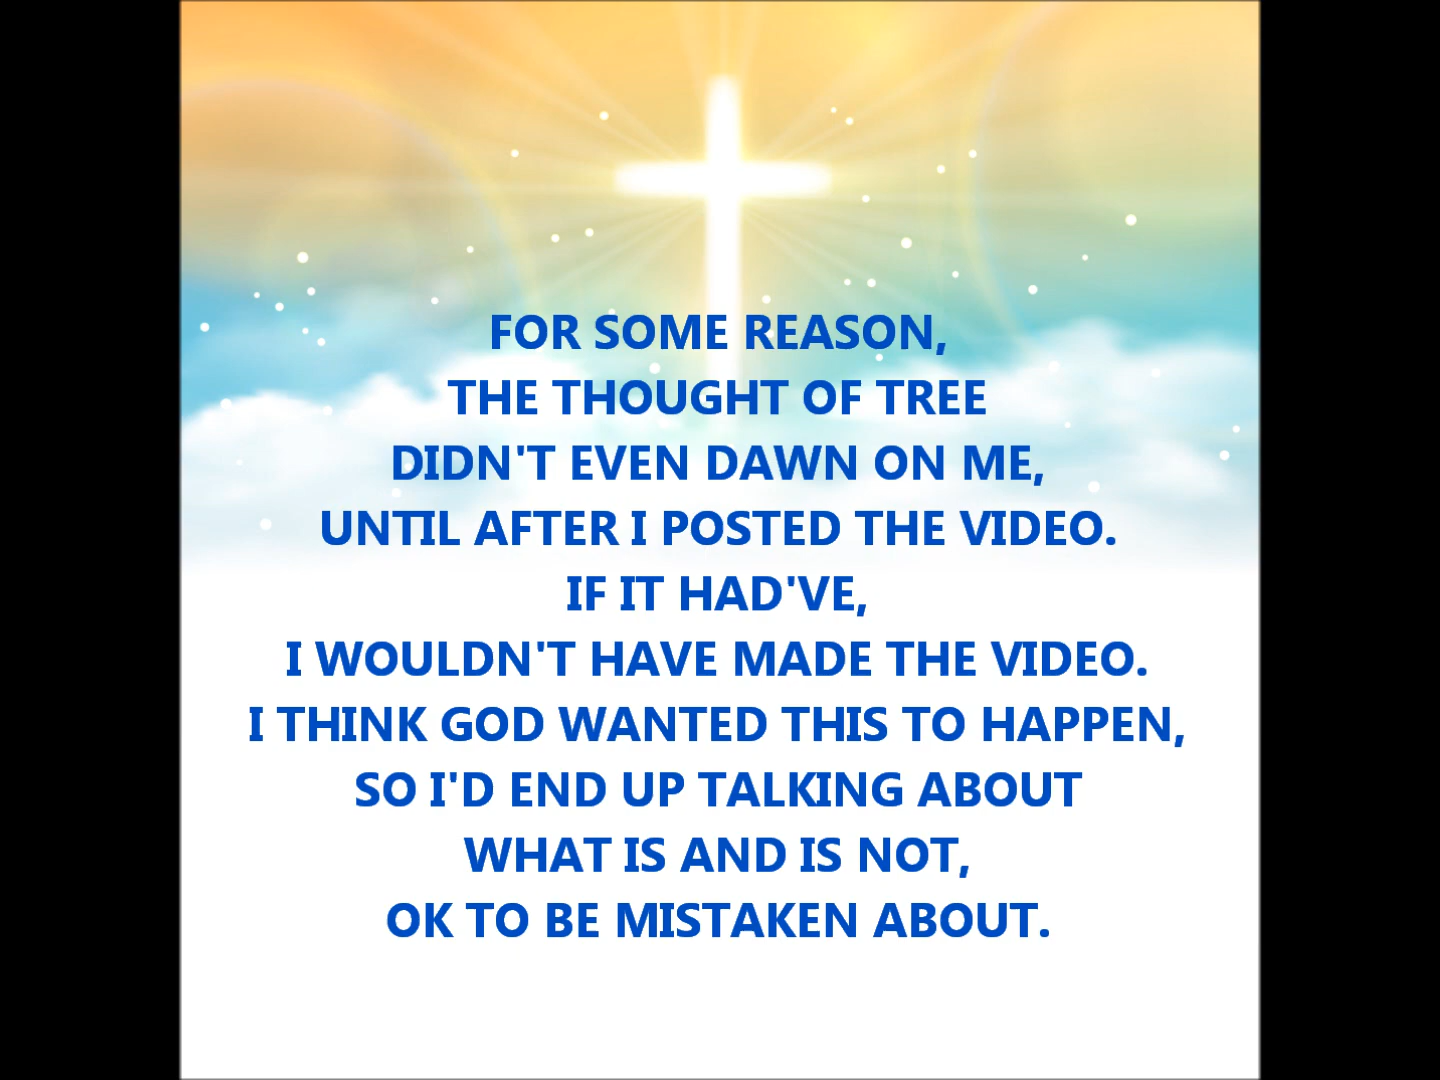 FOR SOME REASON,
THE THOUGHT OF TREE
DIDN'T EVEN DAWN ON ME,
UNTIL AFTER I POSTED THE VIDEO.
IF IT HAD'VE,
I WOULDN'T HAVE MADE THE VIDEO.
I THINK GOD WANTED THIS TO HAPPEN,
SO I'D END UP TALKING ABOUT
WHAT IS AND IS NOT,
OK TO BE MISTAKEN ABOUT.